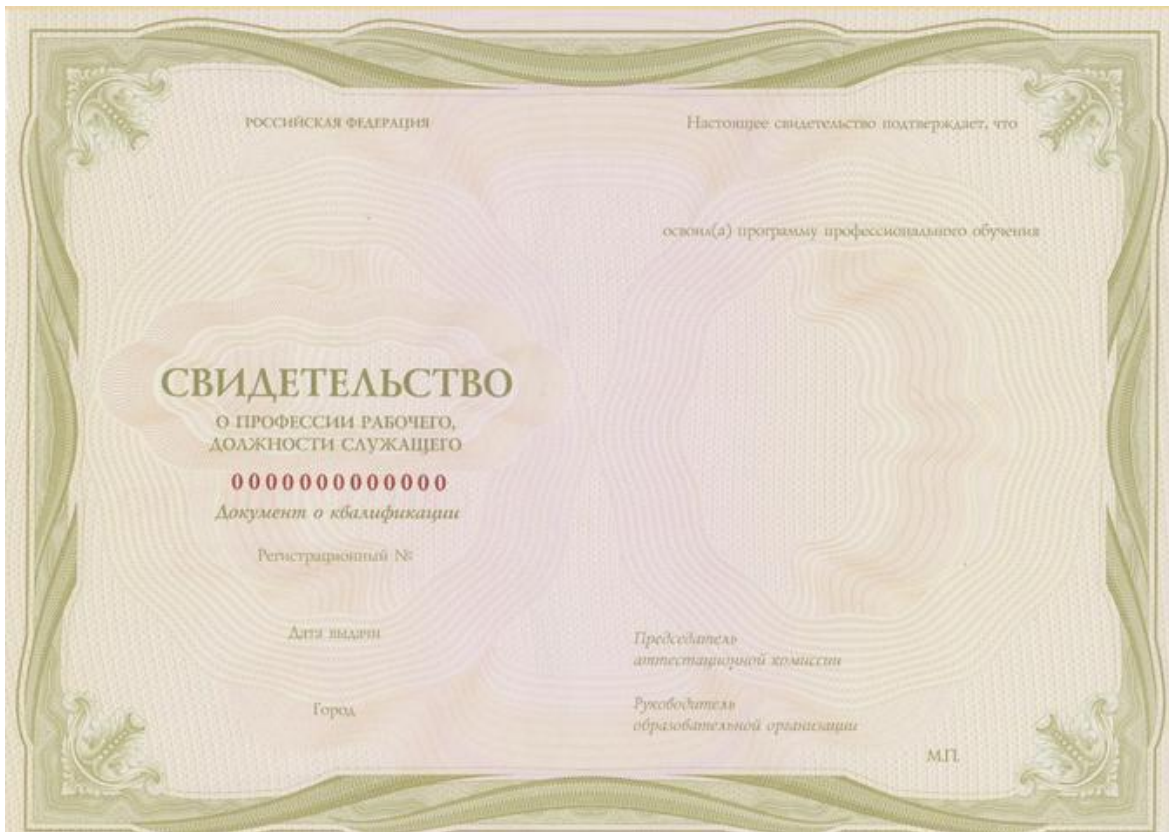 РОССИЙСКАЯ ФЕДЕРАЦИЯ
СВИДЕТЕЛЬСТВО
О ПРОФЕССИИ РАБОЧЕГО,
ДОЛЖНОСТИ СЛУЖАЩЕГО
0000000000000
Документ о квалификации
Регистрационный №
Дата выдачи
Город
Настоящее свидетельство подтверждает, что
освоил(а) программу профессионального обучения
Председатель
аттестационной комиссии
Руководитель
образовательной организации
М.П.